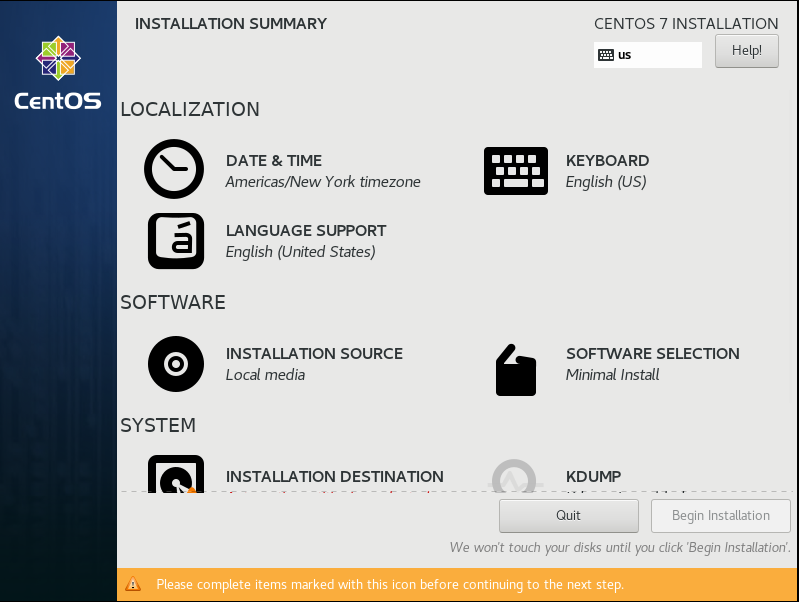 INSTALLATION SUMMARY
CENTOS 7 INSTALLATION
us
Help!
CentOS
LOCALIZATION
DATE & TIME
Americas/New York timezone
KEYBOARD
English (US)
á
LANGUAGE SUPPORT
English (United States)
SOFTWARE
INSTALLATION SOURCE
Local media
SOFTWARE SELECTION
Minimal Install
SYSTEM
INSTALLATION DESTINATION
KDUMP
Quit
Begin Installation
We won't touch your disks until you click 'Begin Installation'.
Please complete items marked with this icon before continuing to the next step.